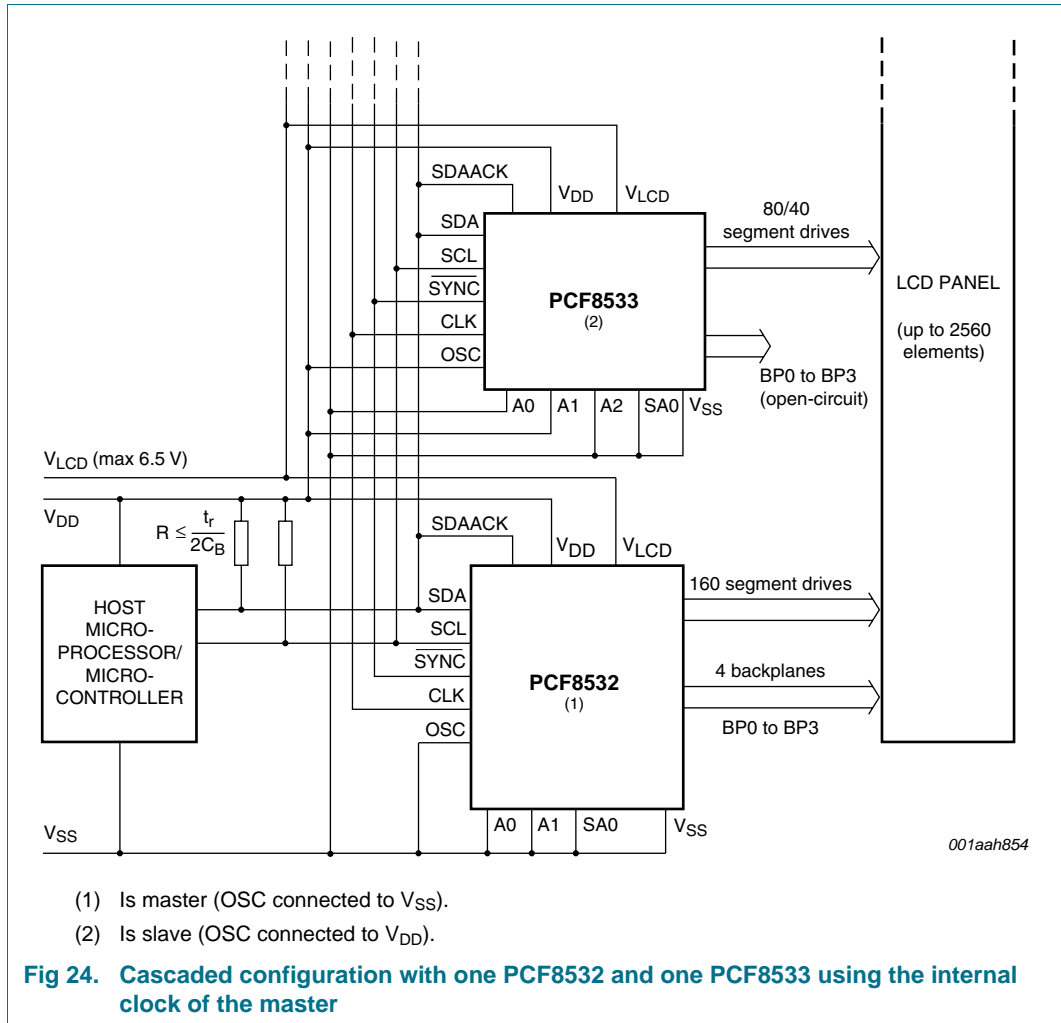 SDAACK
VDD
VLCD
SDA
SCL
SYNC
CLK
OSC
PCF8533
(2)
80/40
segment drives
BP0 to BP3
(open-circuit)
A0 A1 A2 SA0 VSS
LCD PANEL
(up to 2560
elements)
VLCD (max 6.5 V)
VDD
R ≤ tr
2CB
HOST
MICRO-
PROCESSOR/
MICRO-
CONTROLLER
SDAACK
VDD
VLCD
SDA
SCL
SYNC
CLK
OSC
PCF8532
(1)
160 segment drives
4 backplanes
BP0 to BP3
A0 A1 SA0 VSS
VSS
001aah854
(1) Is master (OSC connected to VSS).
(2) Is slave (OSC connected to VDD).
Fig 24. Cascaded configuration with one PCF8532 and one PCF8533 using the internal
clock of the master